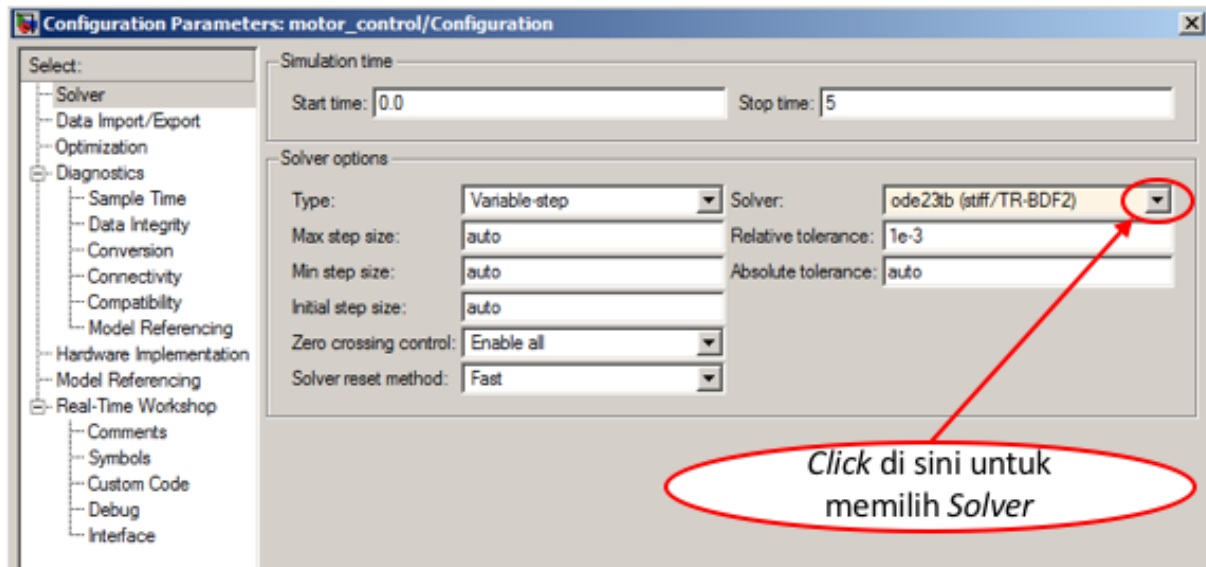 Configuration Parameters: motor_control/Configuration
Select:
Solver
Data Import/Export
Optimization
Diagnostics
Sample Time
Data Integrity
Conversion
Connectivity
Compatibility
Model Referencing
Hardware Implementation
Model Referencing
Real-Time Workshop
Comments
Symbols
Custom Code
Debug
Interface
Simulation time
Start time: 0.0 Stop time: 5
Solver options
Type: Variable-step Solver: ode23tb (stiff/TR-BDF2)
Max step size: auto Relative tolerance: 1e-3
Min step size: auto Absolute tolerance: auto
Initial step size: auto
Zero crossing control: Enable all
Solver reset method: Fast
Click di sini untuk
memilih Solver